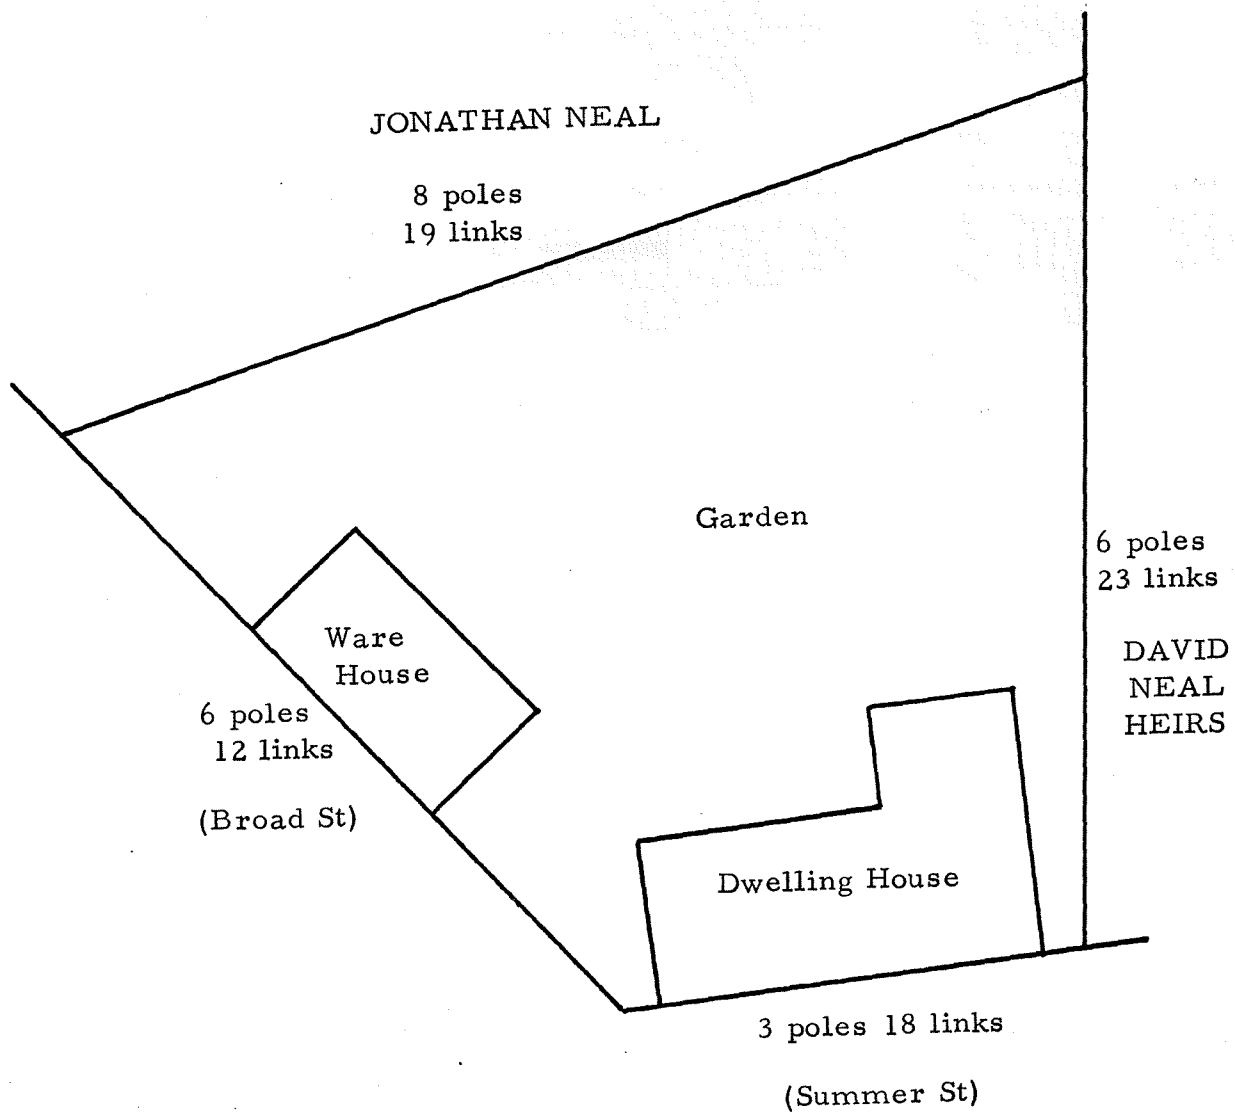 JONATHAN NEAL
8 poles
19 links
Garden
6 poles
23 links
DAVID
NEAL
HEIRS
Ware
House
6 poles
12 links
(Broad St)
Dwelling House
3 poles 18 links
(Summer St)